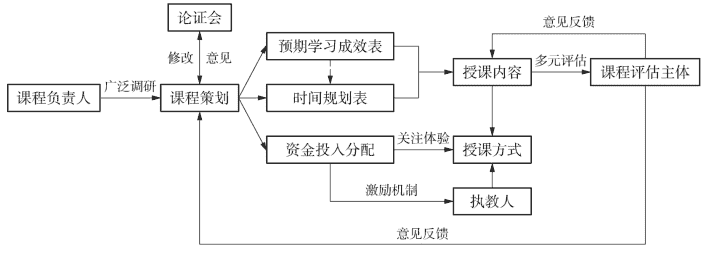 论证会
意见反馈
修改 意见
预期学习成效表
广泛调研
授课内容
多元评估
课程评估主体
课程负责人
课程策划
时间规划表
资金投入分配
关注体验
授课方式
激励机制
执教人
意见反馈